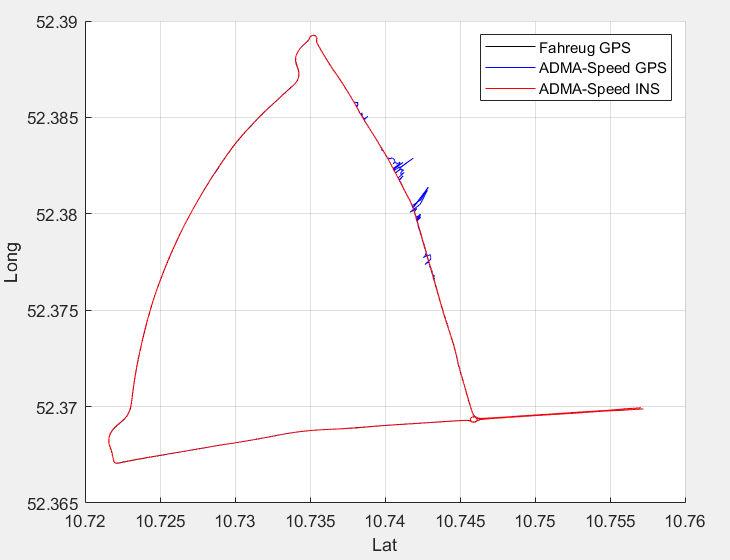 52.39
52.385
52.38
52.375
52.37
52.365
Long
Fahreug GPS
ADMA-Speed GPS
ADMA-Speed INS
10.72 10.725 10.73 10.735 10.74 10.745 10.75 10.755 10.76
Lat